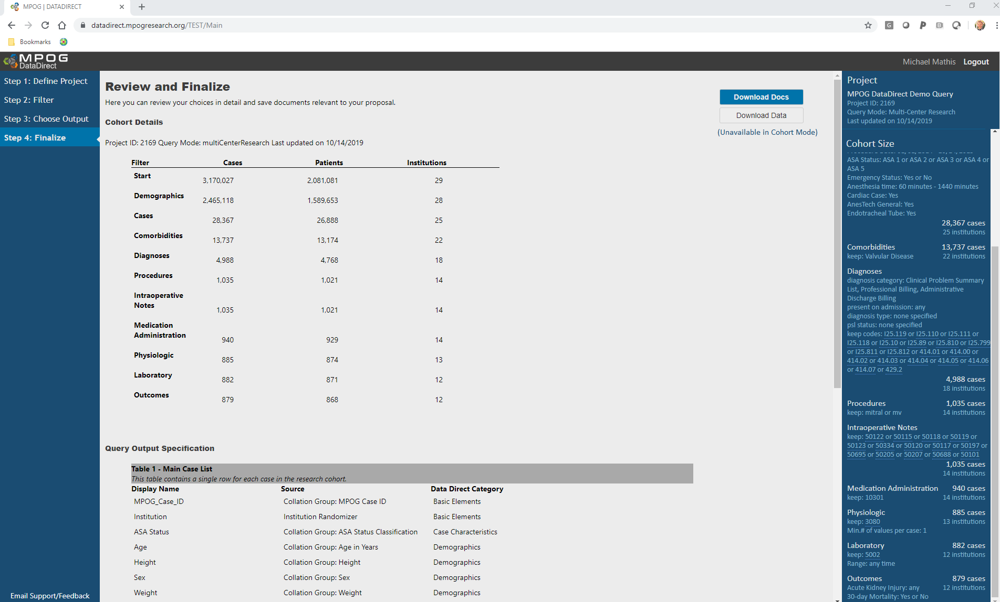 MPOG | DATADIRECT
datadirect.mpogresearch.org/TEST/Main
Bookmarks
MPOG
DataDirect
Michael Mathis Logout
Step 1: Define Project
Step 2: Filter
Step 3: Choose Output
Step 4: Finalize
Email Support/Feedback
Review and Finalize
Here you can review your choices in detail and save documents relevant to your proposal.
Download Docs
Download Data
(Unavailable in Cohort Mode)
Cohort Details
Project ID: 2169 Query Mode: multiCenterResearch Last updated on 10/14/2019
Filter Cases Patients Institutions
Start 3,170,027 2,081,081 29
Demographics 2,465,118 1,589,653 28
Cases 28,367 26,888 25
Comorbidities 13,737 13,174 22
Diagnoses 4,988 4,768 18
Procedures 1,035 1,021 14
Intraoperative
Notes
1,035 1,021 14
Medication
Administration
940 929 14
Physiologic 885 874 13
Laboratory 882 871 12
Outcomes 879 868 12
Query Output Specification
Table 1 - Main Case List
This table contains a single row for each case in the research cohort.
Display Name Source Data Direct Category
MPOG_Case_ID Collation Group: MPOG Case ID Basic Elements
Institution Institution Randomizer Basic Elements
ASA Status Collation Group: ASA Status Classification Case Characteristics
Age Collation Group: Age in Years Demographics
Height Collation Group: Height Demographics
Sex Collation Group: Sex Demographics
Weight Collation Group: Weight Demographics
Project
MPOG DataDirect Demo Query
Project ID: 2169
Query Mode: Multi-Center Research
Last updated on 10/14/2019
Cohort Size
ASA Status: ASA 1 or ASA 2 or ASA 3 or ASA 4 or
ASA 5
Emergency Status: Yes or No
Anesthesia time: 60 minutes - 1440 minutes
Cardiac Case: Yes
AnesTech General: Yes
Endotracheal Tube: Yes
28,367 cases
25 institutions
Comorbidities 13,737 cases
keep: Valvular Disease 22 institutions
Diagnoses
diagnosis category: Clinical Problem Summary
List, Professional Billing, Administrative
Discharge Billing
present on admission: any
diagnosis type: none specified
psl status: none specified
keep codes: I25.119 or I25.110 or I25.111 or
I25.118 or I25.10 or I25.89 or I25.810 or I25.799
or I25.811 or I25.812 or 414.01 or 414.00 or
414.02 or 414.03 or 414.04 or 414.05 or 414.06
or 414.07 or 429.2
4,988 cases
18 institutions
Procedures 1,035 cases
keep: mitral or mv 14 institutions
Intraoperative Notes
keep: 50122 or 50115 or 50118 or 50119 or
50123 or 50334 or 50120 or 50117 or 50197 or
50695 or 50205 or 50207 or 50688 or 50101
1,035 cases
14 institutions
Medication Administration 940 cases
keep: 10301 14 institutions
Physiologic 885 cases
keep: 3080 13 institutions
Min.# of values per case: 1
Laboratory 882 cases
keep: 5002 12 institutions
Range: any time
Outcomes 879 cases
Acute Kidney Injury: any 12 institutions
30-day Mortality: Yes or No